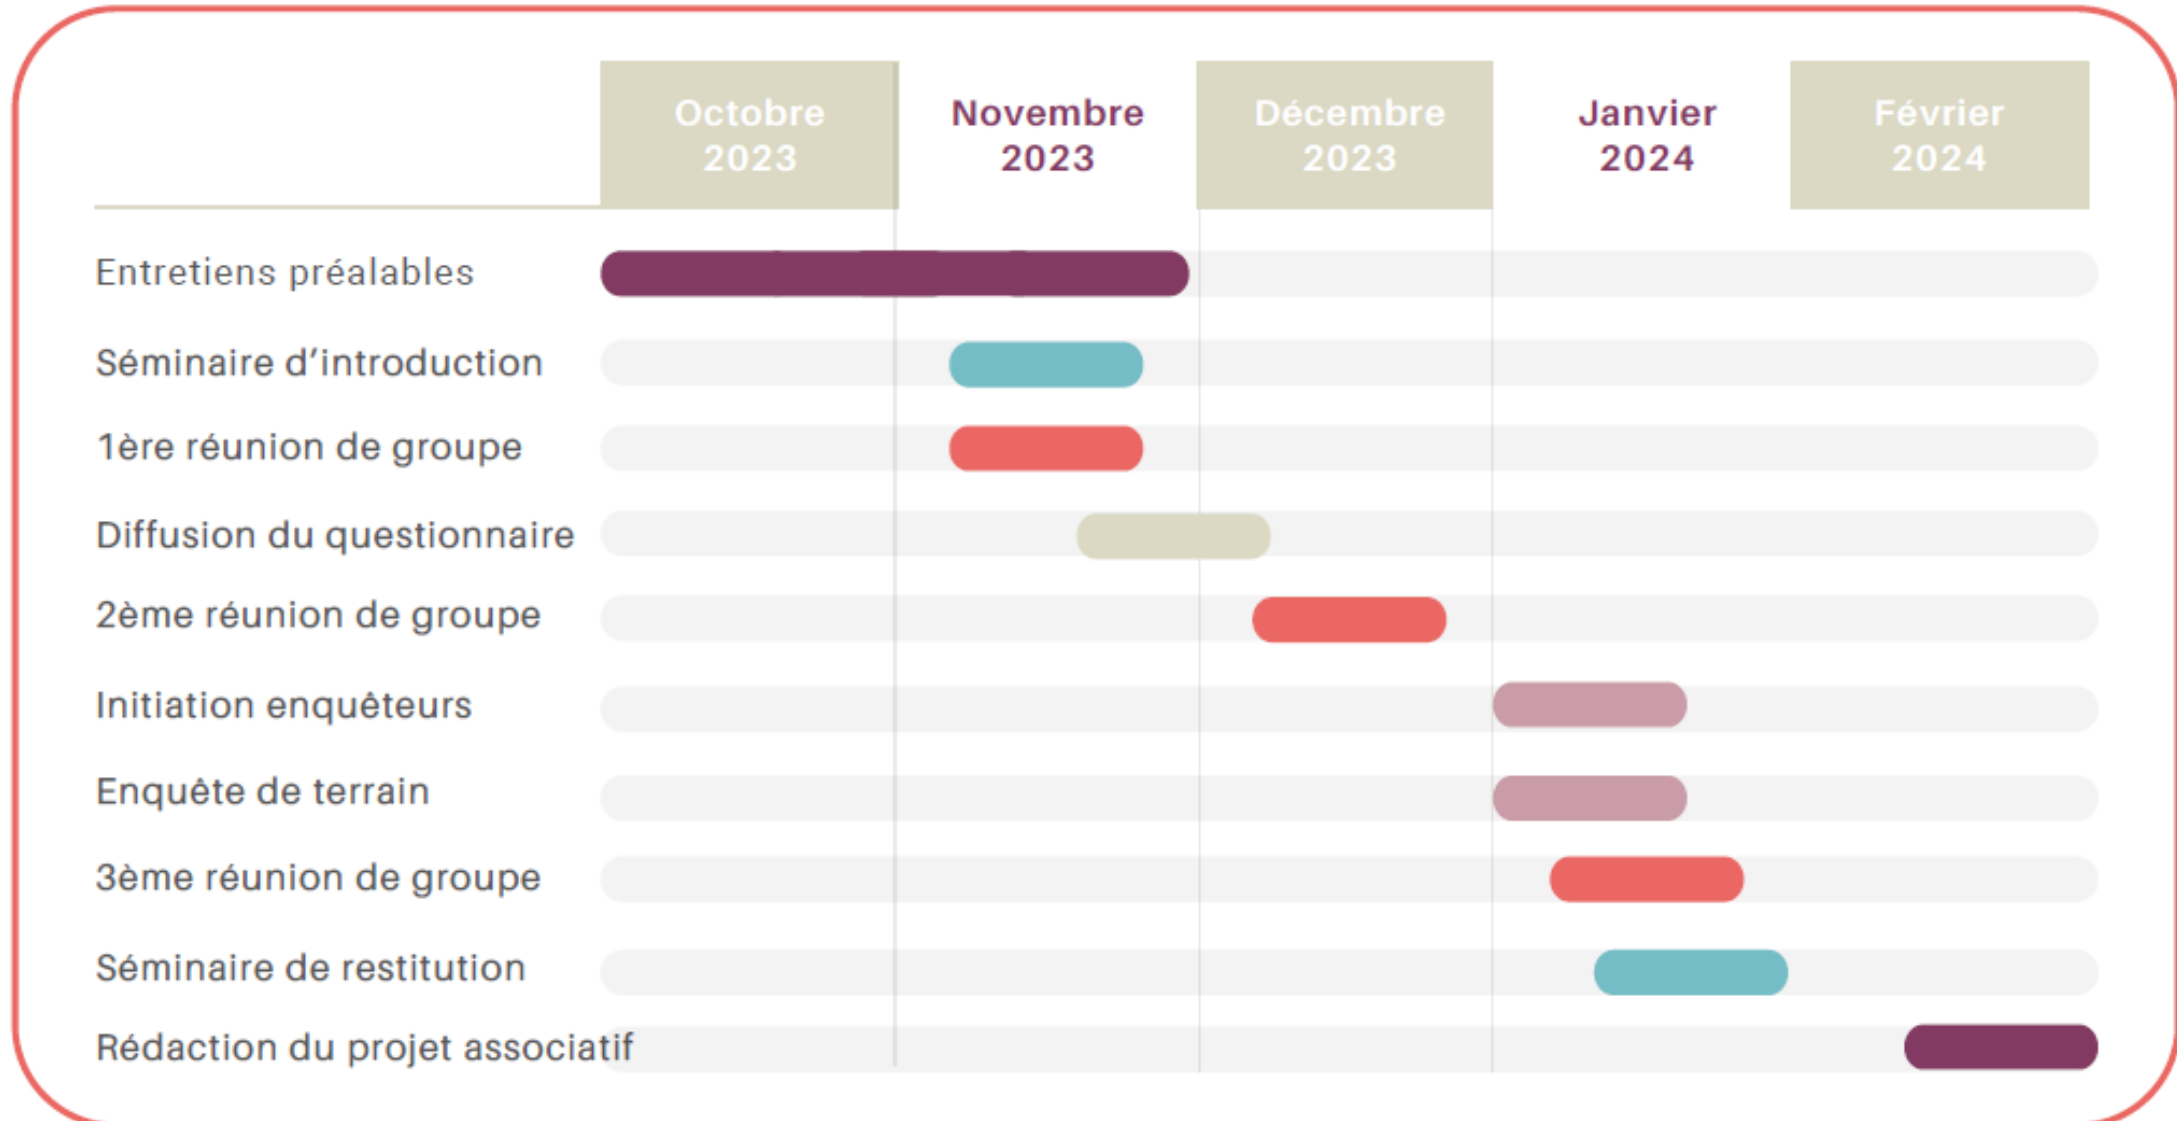 Octobre
2023
Novembre
2023
Décembre
2023
Janvier
2024
Février
2024
Entretiens préalables
Séminaire d’introduction
1ère réunion de groupe
Diffusion du questionnaire
2ème réunion de groupe
Initiation enquêteurs
Enquête de terrain
3ème réunion de groupe
Séminaire de restitution
Rédaction du projet associatif